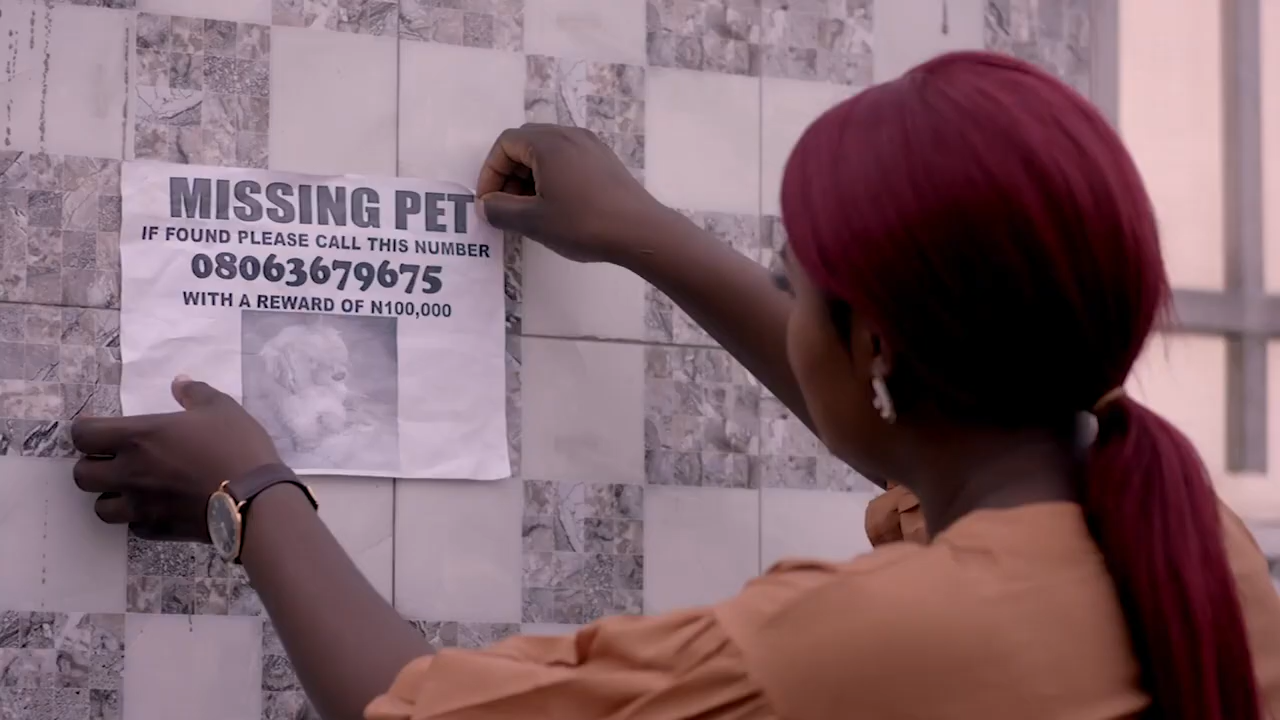 MISSING PET
IF FOUND PLEASE CALL THIS NUMBER
08063679675
WITH A REWARD OF N100,000